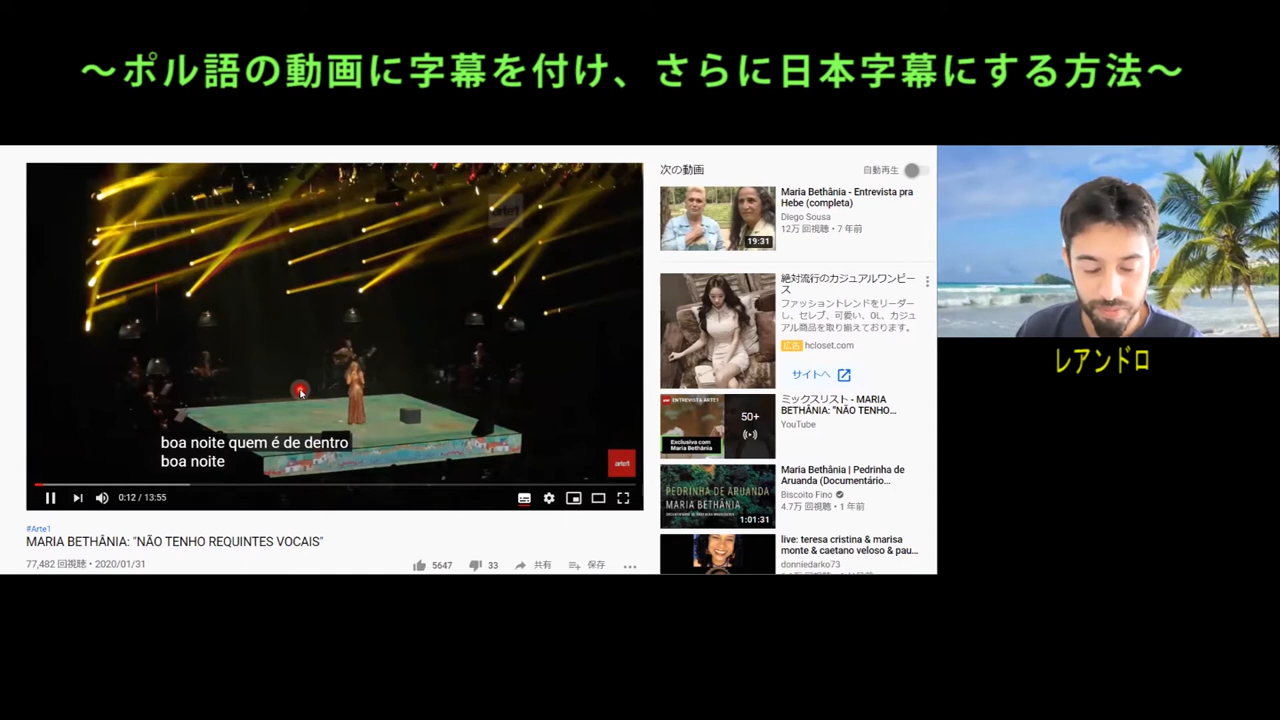 ～ポル語の動画に字幕を付け、さらに日本字幕にする方法～
arte1
boa noite quem é de dentro
boa noite
arte1
0:12 / 13:55
#Arte1
MARIA BETHÂNIA: "NÃO TENHO REQUINTES VOCAIS"
77,482 回視聴・2020/01/31
5647
33
共有
保存
次の動画
自動再生
19:31
Maria Bethânia - Entrevista pra
Hebe (completa)
Diego Sousa
12万 回視聴・7 年前
絶対流行のカジュアルワンピー
ス
ファッショントレンドをリーダー
し、セレブ、可愛い、OL、カジュ
アル商品を取り揃えております。
広告 hcloset.com
サイトへ
ENTREVISTA ARTE1
Exclusiva com
Maria Bethânia
50+
ミックスリスト - MARIA
BETHÂNIA: "NÃO TENHO...
YouTube
PEDRINHA DE ARUANDA
MARIA BETHÂNIA
1:01:31
Maria Bethânia | Pedrinha de
Aruanda (Documentário...
Biscoito Fino
4.7万 回視聴・1 年前
live: teresa cristina & marisa
monte & caetano veloso & pau...
donniedarko73
レアンドロ